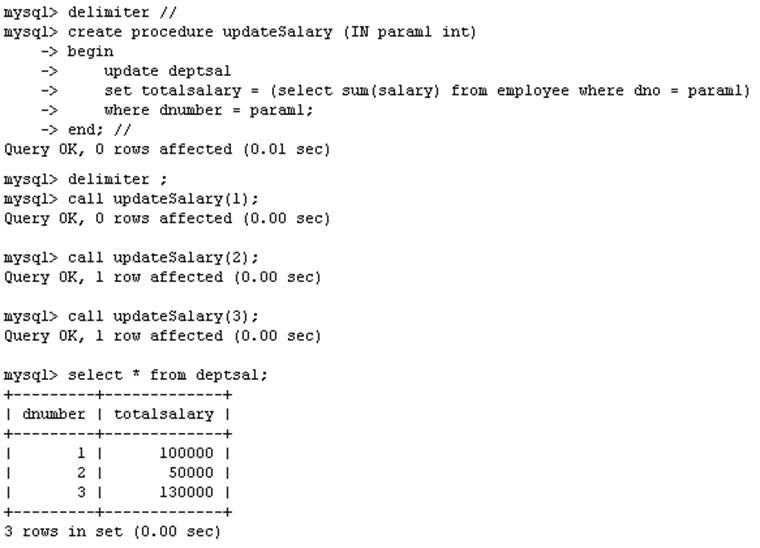 mysql> delimiter //
mysql> create procedure updateSalary (IN param1 int)
    -> begin
    ->     update deptsal
    ->     set totalsalary = (select sum(salary) from employee where dno = param1)
    ->     where dnumber = param1;
    -> end; //
Query OK, 0 rows affected (0.01 sec)
mysql> delimiter ;
mysql> call updateSalary(1);
Query OK, 0 rows affected (0.00 sec)
mysql> call updateSalary(2);
Query OK, 1 row affected (0.00 sec)
mysql> call updateSalary(3);
Query OK, 1 row affected (0.00 sec)
mysql> select * from deptsal;
+---------+-------------+
| dnumber | totalsalary |
+---------+-------------+
|       1 |      100000 |
|       2 |       50000 |
|       3 |      130000 |
+---------+-------------+
3 rows in set (0.00 sec)